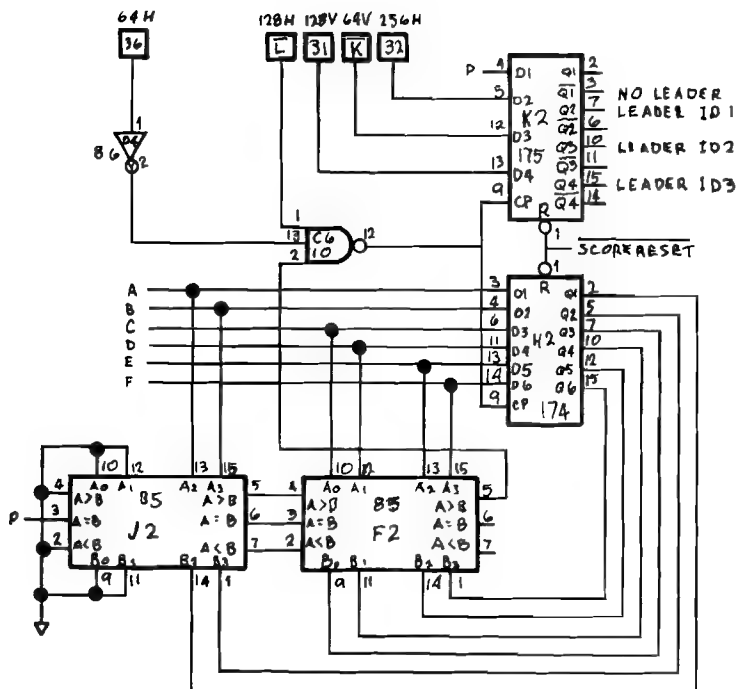 64H
36
128H 128V 64V 256H
L 31 K 32
1
D4
86
2
P
4 D1 Q1 2
Q1 3 NO LEADER
5 D2 Q2 7 LEADER ID1
K2 Q2 6
12 D3 Q3 10 LEADER ID2
175 Q3 11
13 D4 Q4 15 LEADER ID3
9 CP Q4 14
R
1
1
13
2
C6
10
12
SCORERESET
1
R
A 3 D1 Q1 2
B 4 D2 Q2 5
C 6 D3 Q3 7
D 11 D4 H2 Q4 10
E 13 D5 Q5 12
F 14 D6 Q6 15
9 CP 174
10 12 13 15
A0 A1 A2 A3
4 A>B 85 A>B 5
P 3 A=B J2 A=B 6
2 A<B A<B 7
B0 B1 B2 B3
9 11 14 1
10 12 13 15
A0 A1 A2 A3
4 A>B 85 A>B 5
3 A=B F2 A=B 6
2 A<B A<B 7
B0 B1 B2 B3
9 11 14 1